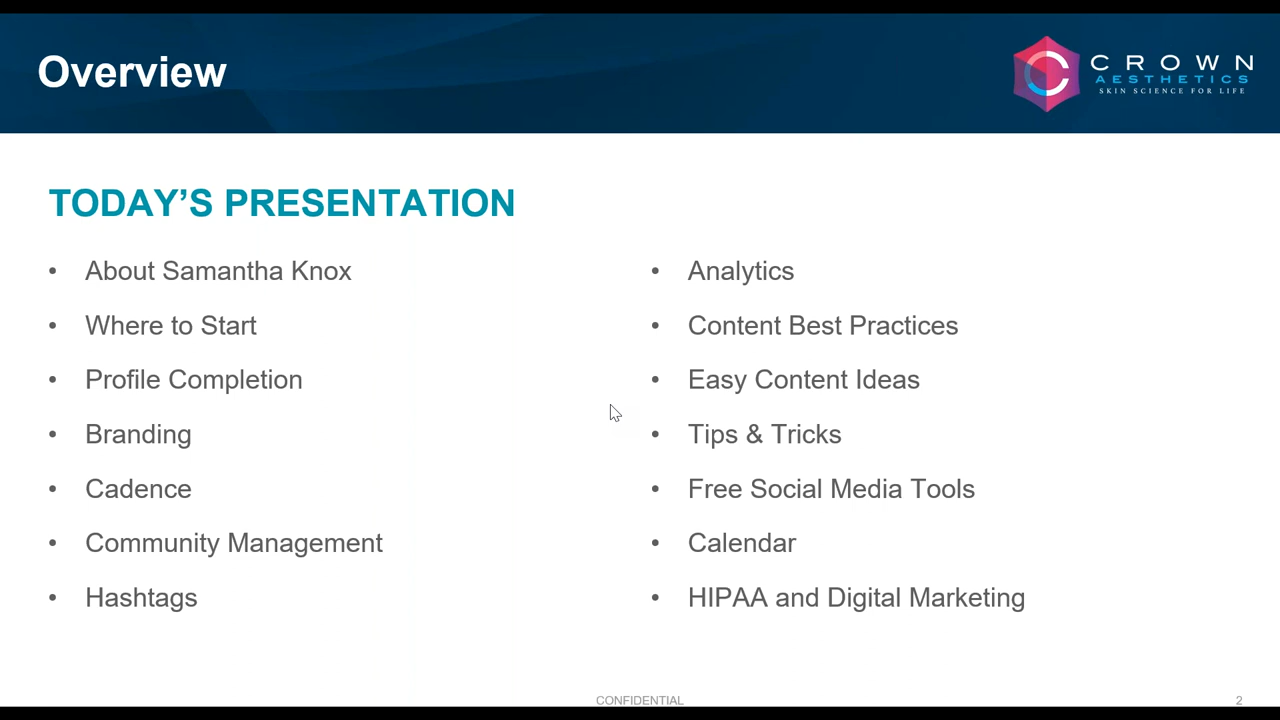 Overview
CROWN
AESTHETICS
SKIN SCIENCE FOR LIFE
TODAY’S PRESENTATION
• About Samantha Knox
• Where to Start
• Profile Completion
• Branding
• Cadence
• Community Management
• Hashtags
• Analytics
• Content Best Practices
• Easy Content Ideas
• Tips & Tricks
• Free Social Media Tools
• Calendar
• HIPAA and Digital Marketing
CONFIDENTIAL
2